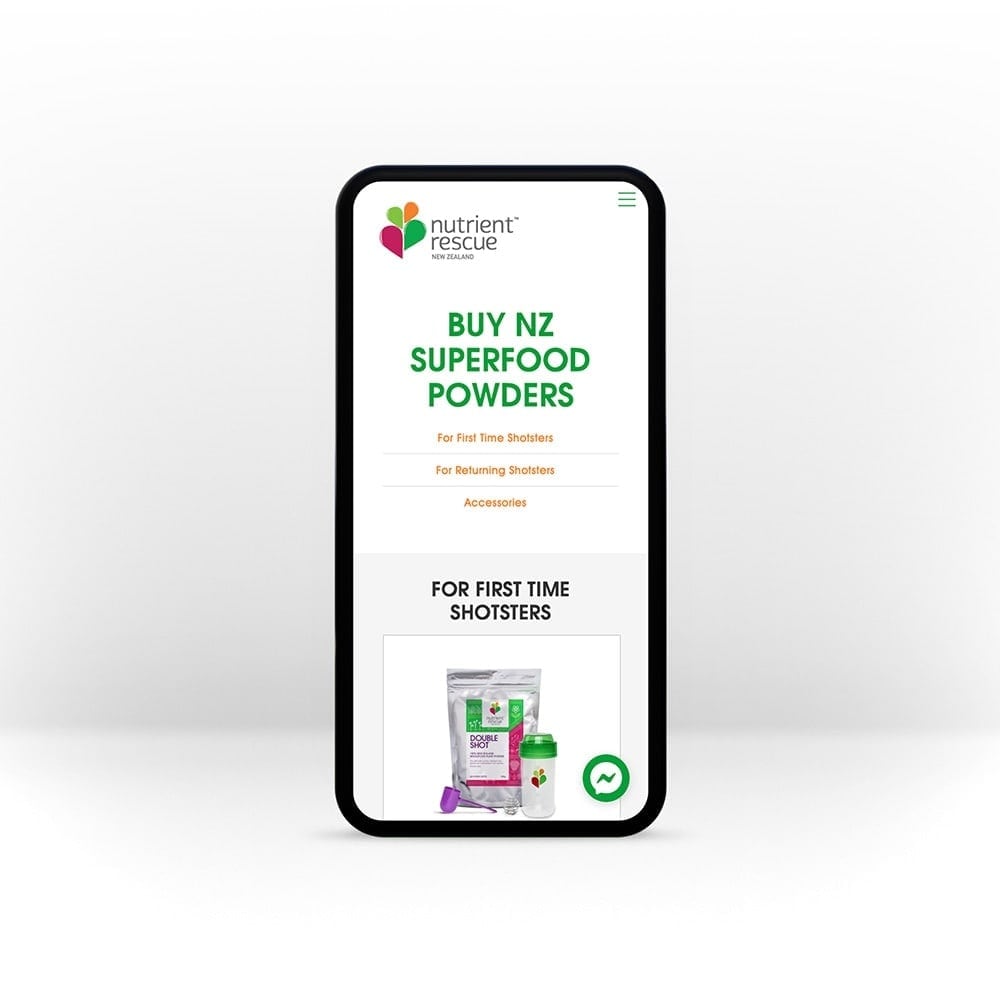 nutrient™
rescue
NEW ZEALAND
BUY NZ
SUPERFOOD
POWDERS
For First Time Shotsters
For Returning Shotsters
Accessories
FOR FIRST TIME
SHOTSTERS
nutrient
rescue
DOUBLE
SHOT